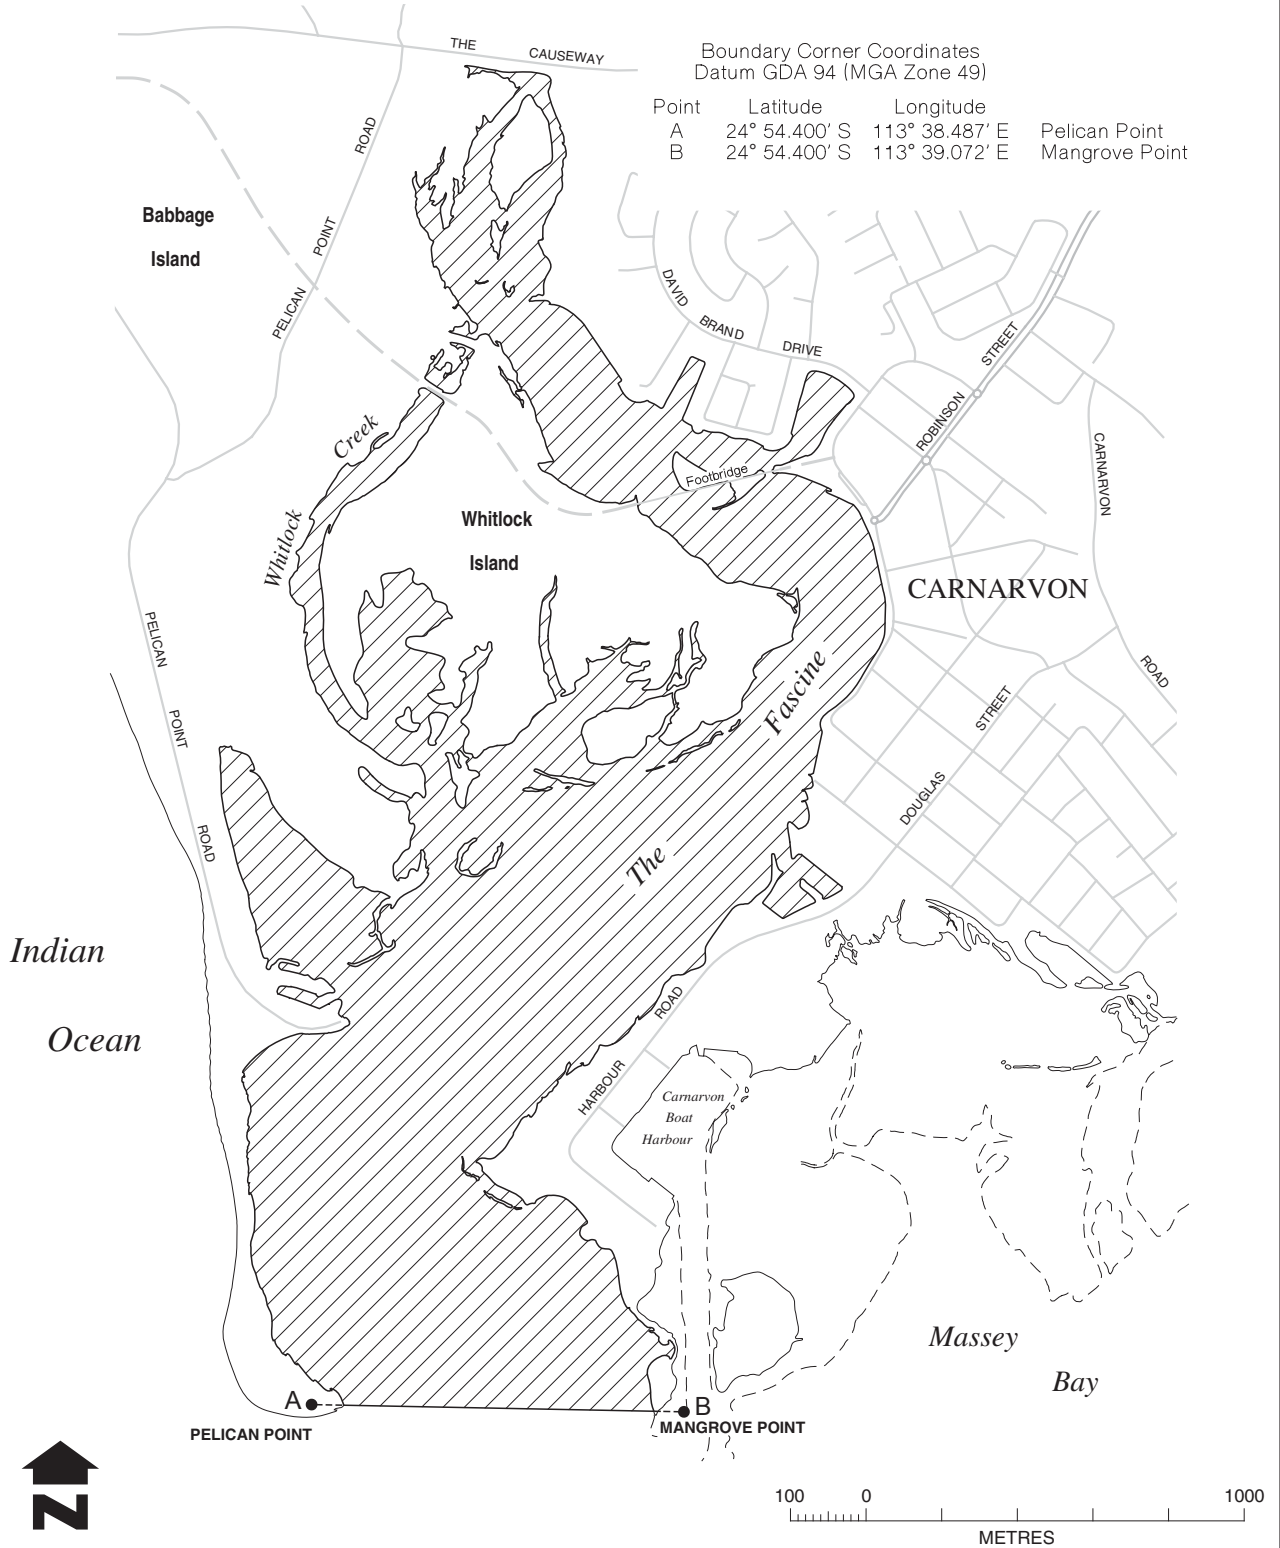 THE CAUSEWAY
Boundary Corner Coordinates
Datum GDA 94 (MGA Zone 49)
Point Latitude Longitude
A 24° 54.400' S 113° 38.487' E Pelican Point
B 24° 54.400' S 113° 39.072' E Mangrove Point
PELICAN POINT ROAD
Babbage
Island
DAVID BRAND DRIVE
ROBINSON STREET
CARNARVON ROAD
Whitlock Creek
Footbridge
Whitlock
Island
CARNARVON
PELICAN POINT ROAD
The Fascine
DOUGLAS STREET
Indian
Ocean
HARBOUR ROAD
Carnarvon
Boat
Harbour
Massey
Bay
A
B
PELICAN POINT
MANGROVE POINT
N
100 0 1000
METRES